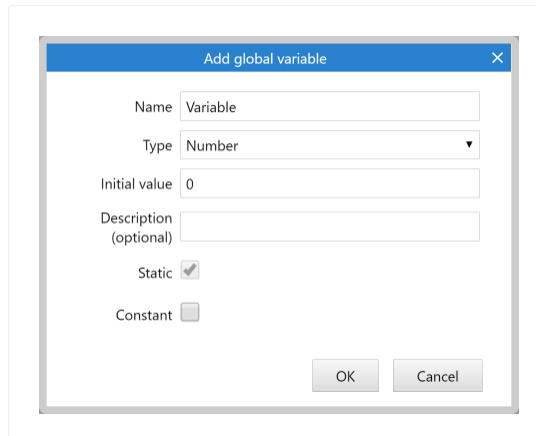 Add global variable
Name Variable
Type Number
Initial value 0
Description
(optional)
Static
Constant
OK Cancel